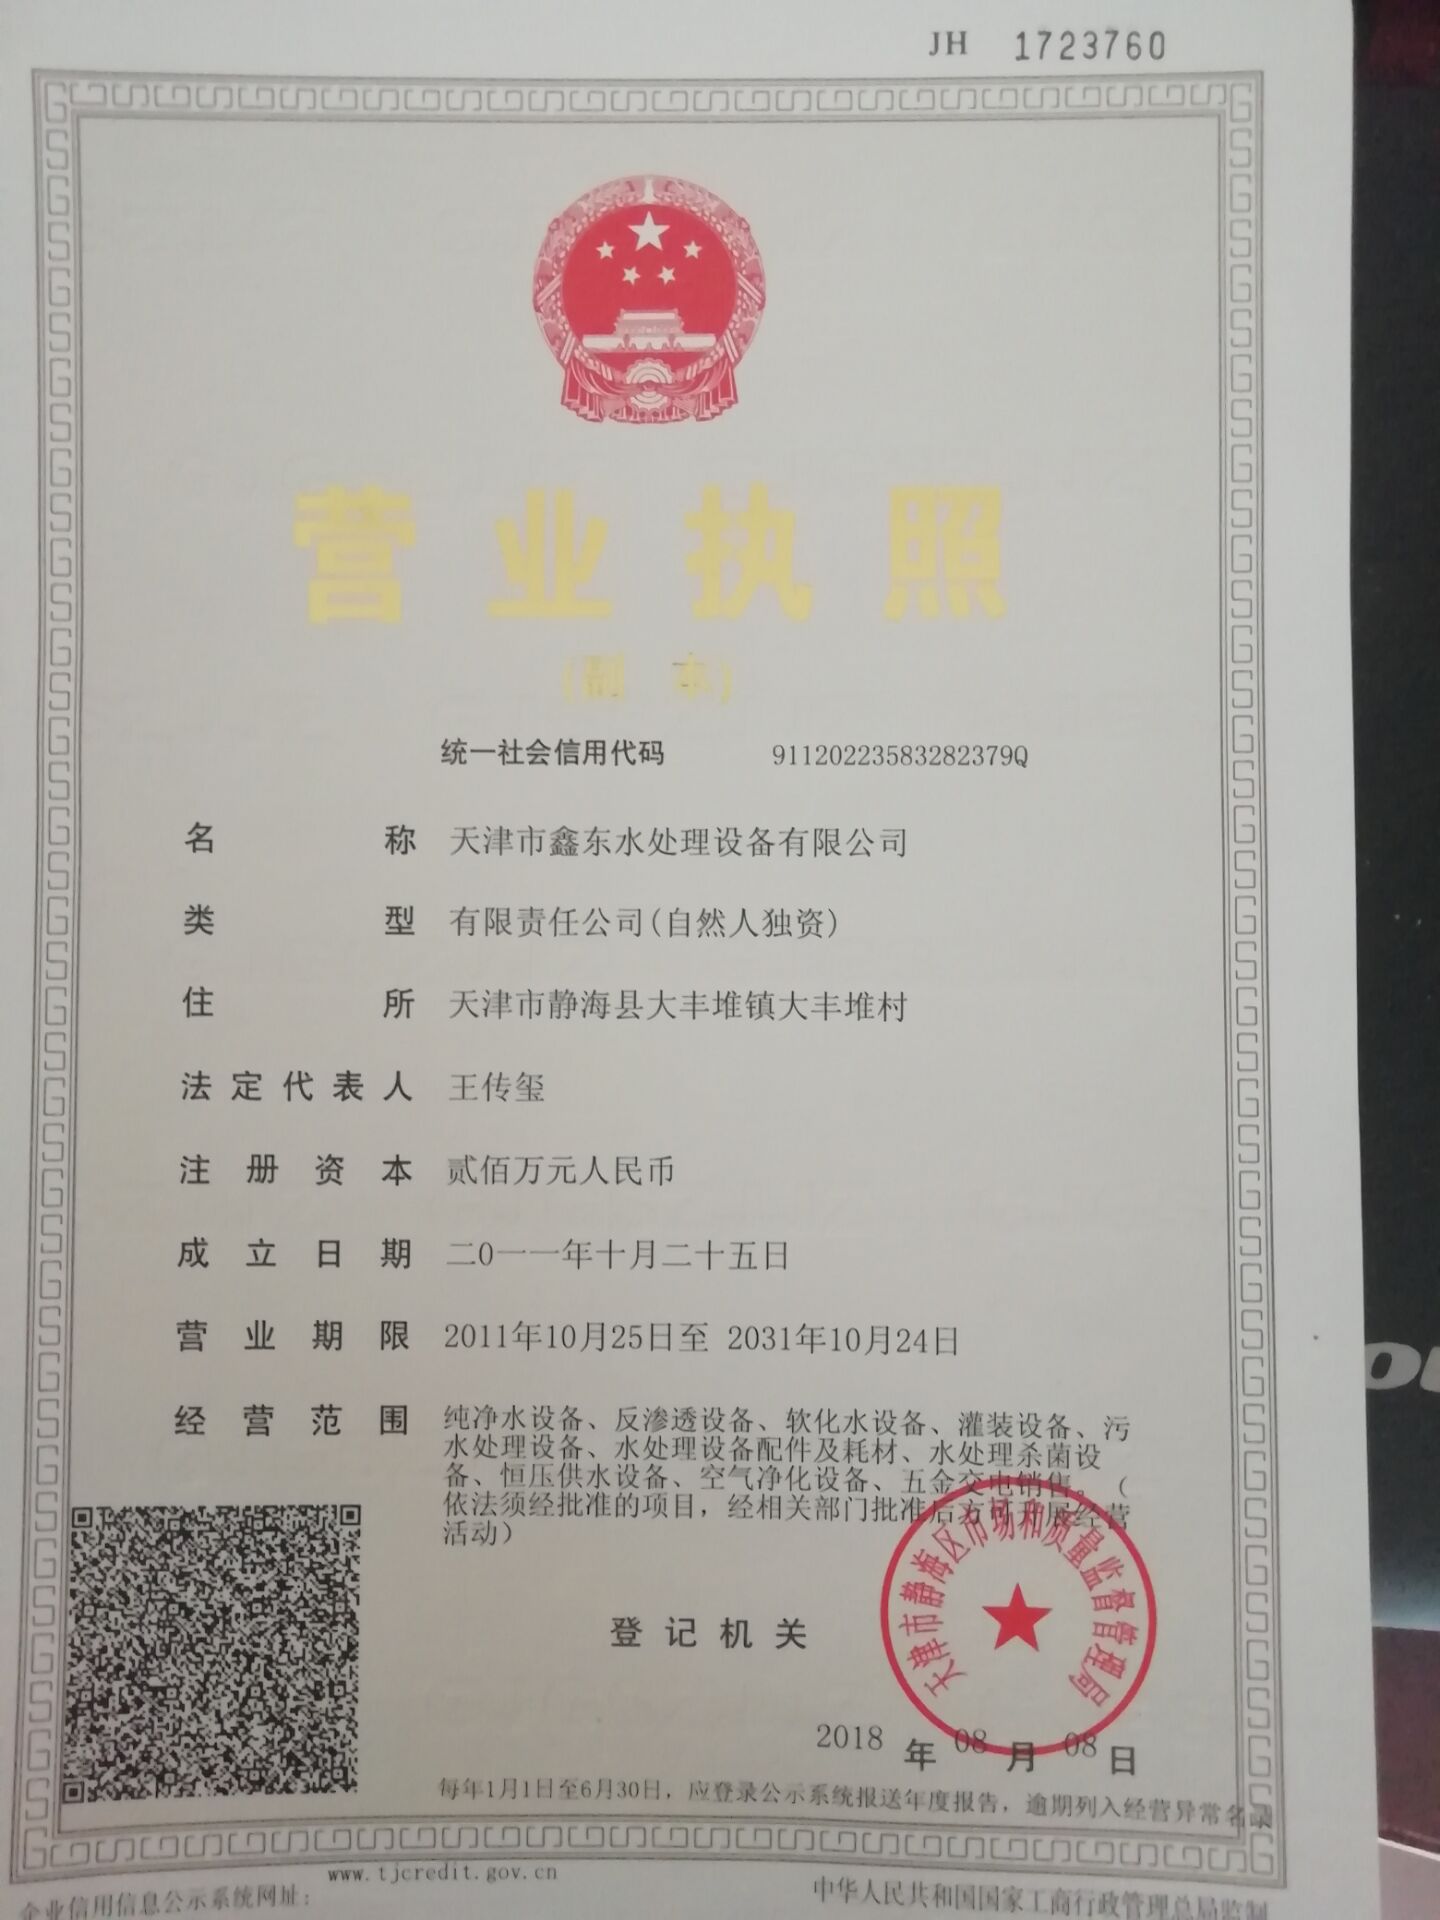 JH 1723760
营业执照
(副 本)
统一社会信用代码 91120223583282379Q
名称 天津市鑫东水处理设备有限公司
类型 有限责任公司(自然人独资)
住所 天津市静海县大丰堆镇大丰堆村
法定代表人 王传玺
注册资本 贰佰万元人民币
成立日期 二0一一年十月二十五日
营业期限 2011年10月25日至 2031年10月24日
经营范围 纯净水设备、反渗透设备、软化水设备、灌装设备、污
水处理设备、水处理设备配件及耗材、水处理杀菌设
备、恒压供水设备、空气净化设备、五金交电销售。（
依法须经批准的项目，经相关部门批准后方可开展经营
活动）
登记机关
天津市静海区市场和质量监督管理局
2018 年 08 月 08 日
每年1月1日至6月30日，应登录公示系统报送年度报告，逾期列入经营异常名录
www.tjcredit.gov.cn
企业信用信息公示系统网址：
中华人民共和国国家工商行政管理总局监制